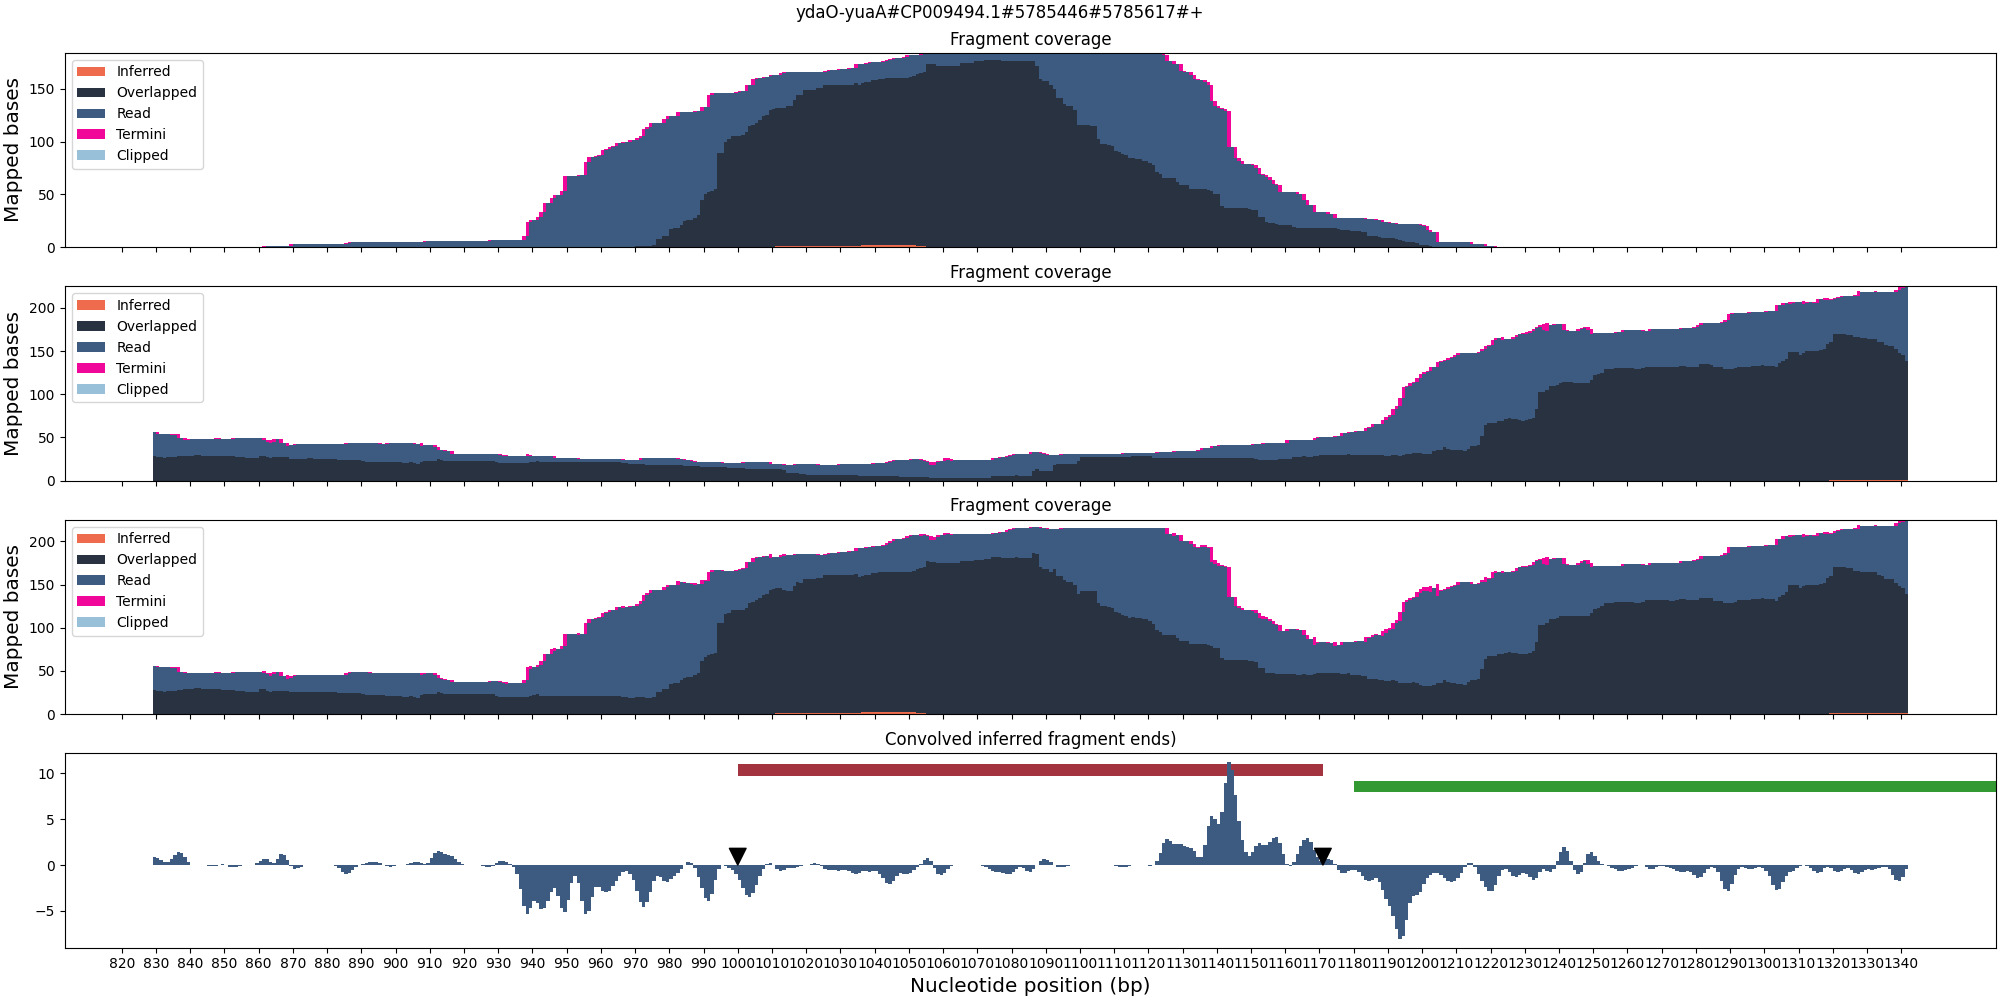 ydaO-yuaA#CP009494.1#5785446#5785617#+
Fragment coverage
Mapped bases
150
100
50
0
Inferred
Overlapped
Read
Termini
Clipped
Fragment coverage
Mapped bases
200
150
100
50
0
Inferred
Overlapped
Read
Termini
Clipped
Fragment coverage
Mapped bases
200
150
100
50
0
Inferred
Overlapped
Read
Termini
Clipped
Convolved inferred fragment ends)
10
5
0
−5
820 830 840 850 860 870 880 890 900 910 920 930 940 950 960 970 980 990 1000 1010 1020 1030 1040 1050 1060 1070 1080 1090 1100 1110 1120 1130 1140 1150 1160 1170 1180 1190 1200 1210 1220 1230 1240 1250 1260 1270 1280 1290 1300 1310 1320 1330 1340
Nucleotide position (bp)